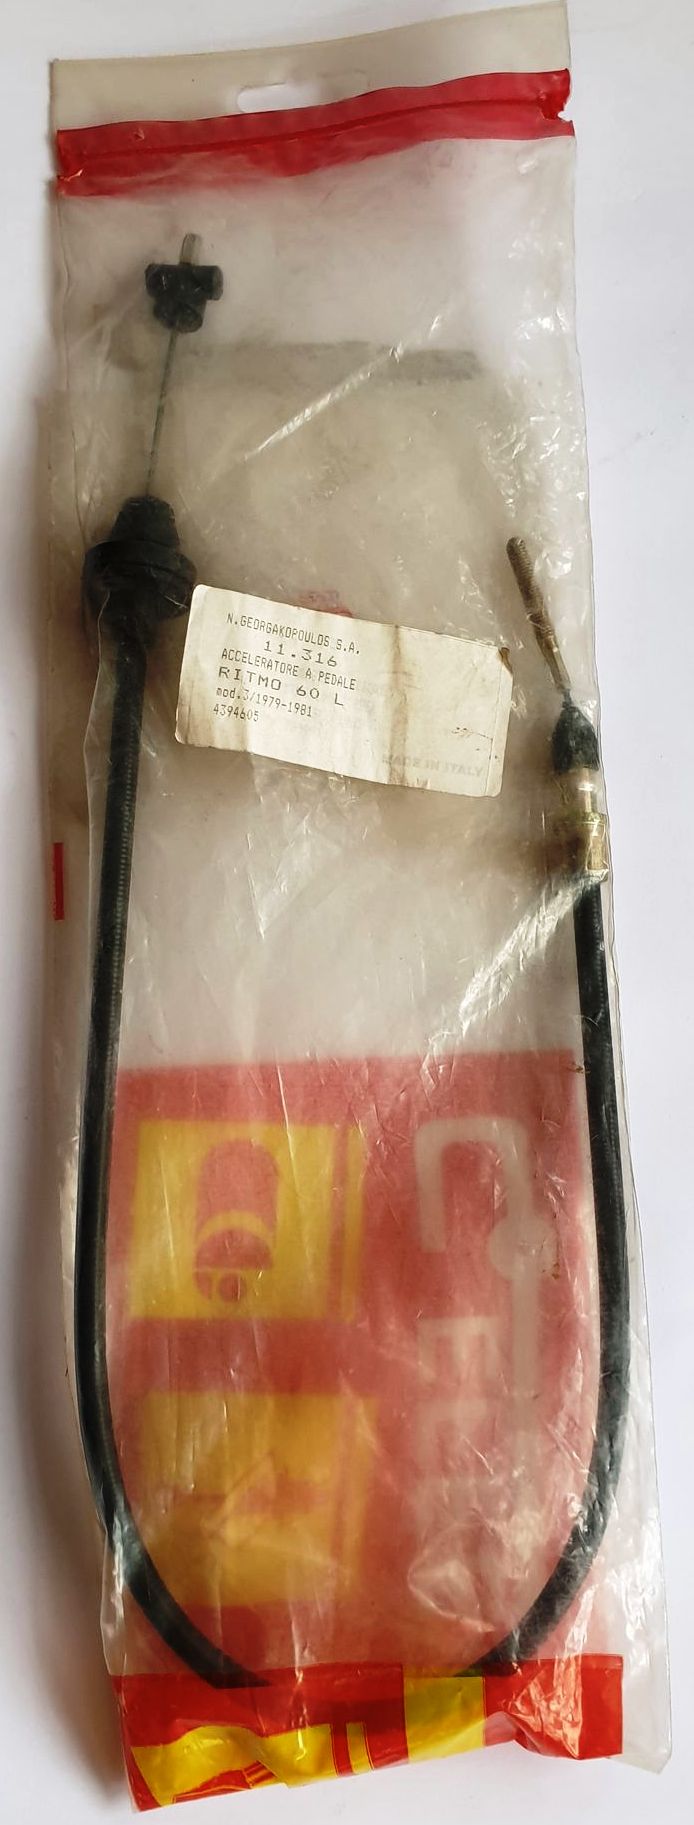 N.GEORGAKOPOULOS S.A.
11.316
ACCELERATORE A PEDALE
RITMO 60 L
mod.3/1979-1981
4394605
MADE IN ITALY